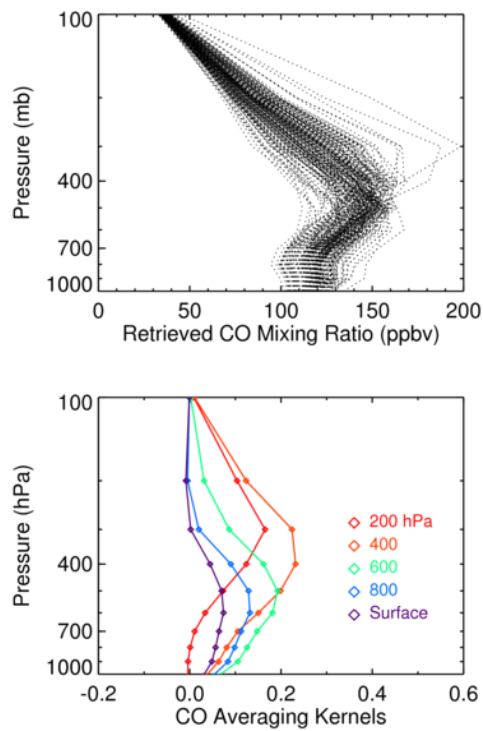 100
400
700
1000
Pressure (mb)
0 50 100 150 200
Retrieved CO Mixing Ratio (ppbv)
100
400
700
1000
Pressure (hPa)
200 hPa
400
600
800
Surface
-0.2 0.0 0.2 0.4 0.6
CO Averaging Kernels